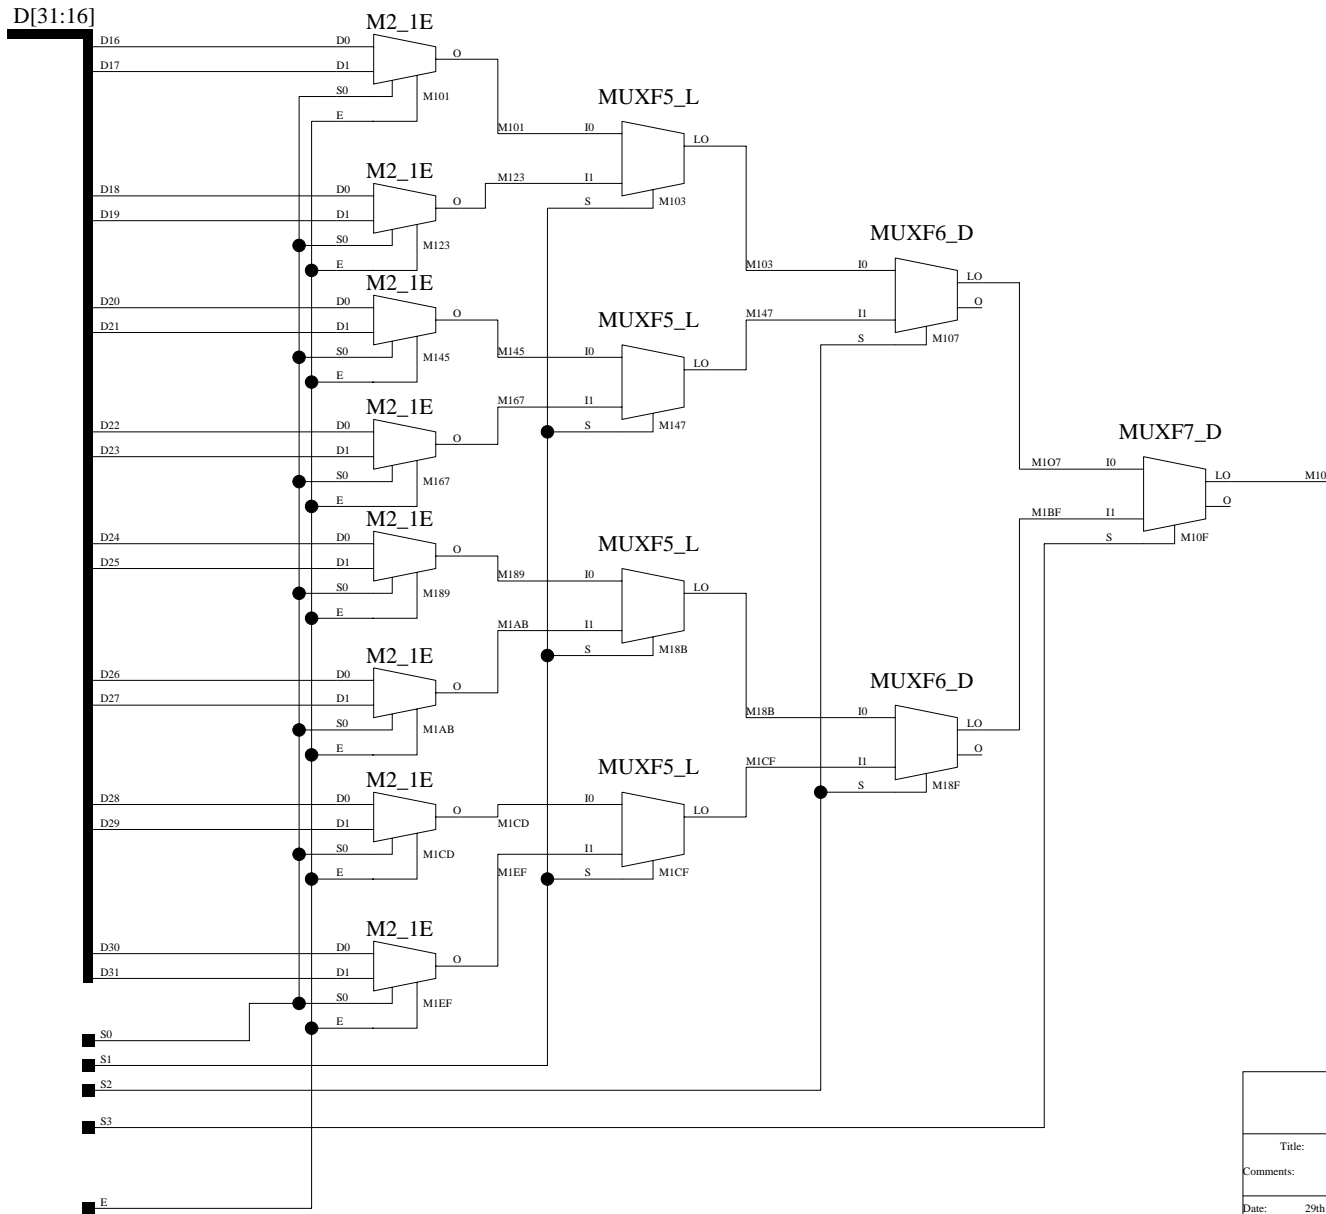 D[31:16]
M2_1E
D16 D0 O
D17 D1
S0 M101
E
MUXF5_L
M101 I0 LO
M2_1E
M123 I1
D18 D0 O
D19 D1 S M103
S0 M123
E
MUXF6_D
M103 I0 LO
M2_1E
D20 D0 O
D21 D1
S0 M145
E
MUXF5_L
M145 I0 LO
M147 I1 O
S M107
M2_1E
M167 I1
D22 D0 O
D23 D1 S M147
S0 M167
E
MUXF7_D
M1O7 I0 LO M10
M1BF I1 O
S M10F
M2_1E
D24 D0 O
D25 D1
S0 M189
E
MUXF5_L
M189 I0 LO
M2_1E
M1AB I1
S M18B
D26 D0 O
D27 D1
S0 M1AB
E
MUXF6_D
M18B I0 LO
M2_1E
D28 D0 O
D29 D1
M1CD
S0 M1CD
E
MUXF5_L
I0 LO
M1CF I1 O
S M18F
M1EF I1
S M1CF
M2_1E
D30 D0 O
D31 D1
S0 M1EF
E
S0
S1
S2
S3
E
Title:
Comments:
Date: 29th